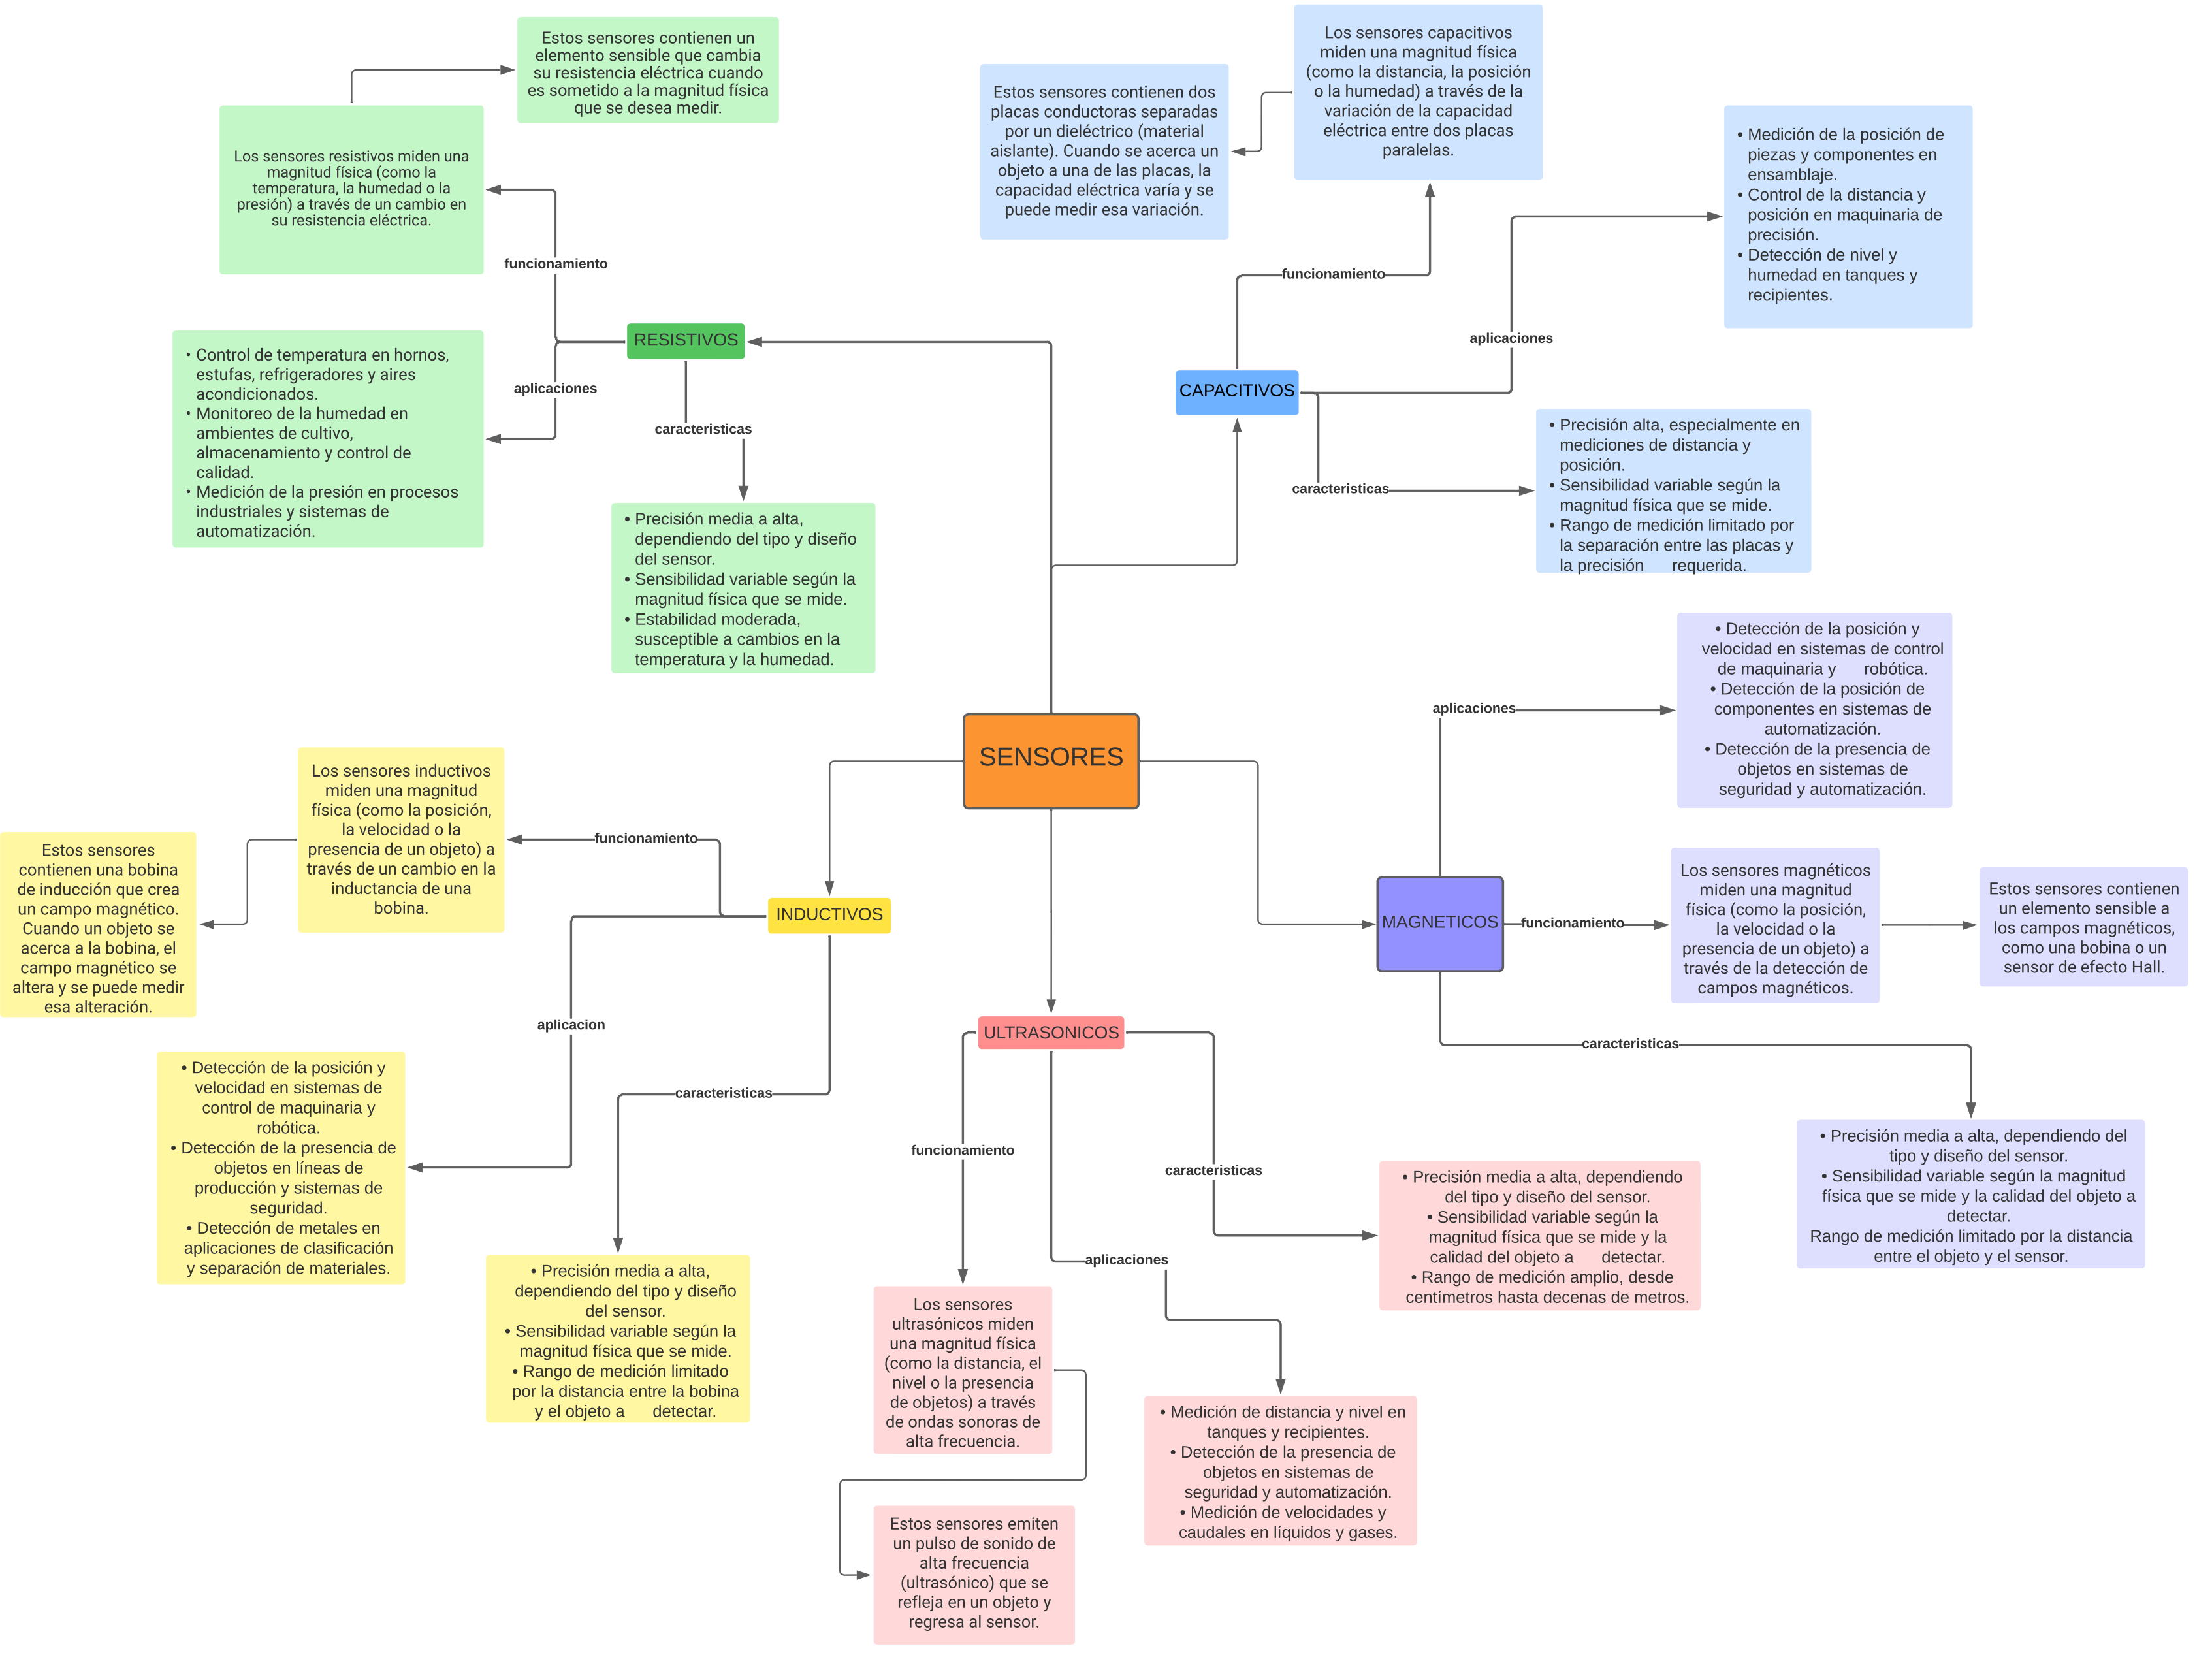 Estos sensores contienen un
elemento sensible que cambia
su resistencia eléctrica cuando
es sometido a la magnitud física
que se desea medir.
Los sensores resistivos miden una
magnitud física (como la
temperatura, la humedad o la
presión) a través de un cambio en
su resistencia eléctrica.
funcionamiento
RESISTIVOS
aplicaciones
• Control de temperatura en hornos,
estufas, refrigeradores y aires
acondicionados.
• Monitoreo de la humedad en
ambientes de cultivo,
almacenamiento y control de
calidad.
• Medición de la presión en procesos
industriales y sistemas de
automatización.
caracteristicas
• Precisión media a alta,
dependiendo del tipo y diseño
del sensor.
• Sensibilidad variable según la
magnitud física que se mide.
• Estabilidad moderada,
susceptible a cambios en la
temperatura y la humedad.
Los sensores capacitivos
miden una magnitud física
(como la distancia, la posición
o la humedad) a través de la
variación de la capacidad
eléctrica entre dos placas
paralelas.
Estos sensores contienen dos
placas conductoras separadas
por un dieléctrico (material
aislante). Cuando se acerca un
objeto a una de las placas, la
capacidad eléctrica varía y se
puede medir esa variación.
• Medición de la posición de
piezas y componentes en
ensamblaje.
• Control de la distancia y
posición en maquinaria de
precisión.
• Detección de nivel y
humedad en tanques y
recipientes.
funcionamiento
aplicaciones
CAPACITIVOS
caracteristicas
• Precisión alta, especialmente en
mediciones de distancia y
posición.
• Sensibilidad variable según la
magnitud física que se mide.
• Rango de medición limitado por
la separación entre las placas y
la precisión requerida.
SENSORES
• Detección de la posición y
velocidad en sistemas de control
de maquinaria y robótica.
• Detección de la posición de
componentes en sistemas de
automatización.
• Detección de la presencia de
objetos en sistemas de
seguridad y automatización.
aplicaciones
MAGNETICOS
funcionamiento
Los sensores magnéticos
miden una magnitud
física (como la posición,
la velocidad o la
presencia de un objeto) a
través de la detección de
campos magnéticos.
Estos sensores contienen
un elemento sensible a
los campos magnéticos,
como una bobina o un
sensor de efecto Hall.
caracteristicas
• Precisión media a alta, dependiendo del
tipo y diseño del sensor.
• Sensibilidad variable según la magnitud
física que se mide y la calidad del objeto a
detectar.
Rango de medición limitado por la distancia
entre el objeto y el sensor.
Los sensores inductivos
miden una magnitud
física (como la posición,
la velocidad o la
presencia de un objeto) a
través de un cambio en la
inductancia de una
bobina.
Estos sensores
contienen una bobina
de inducción que crea
un campo magnético.
Cuando un objeto se
acerca a la bobina, el
campo magnético se
altera y se puede medir
esa alteración.
funcionamiento
INDUCTIVOS
aplicacion
• Detección de la posición y
velocidad en sistemas de
control de maquinaria y
robótica.
• Detección de la presencia de
objetos en líneas de
producción y sistemas de
seguridad.
• Detección de metales en
aplicaciones de clasificación
y separación de materiales.
caracteristicas
• Precisión media a alta,
dependiendo del tipo y diseño
del sensor.
• Sensibilidad variable según la
magnitud física que se mide.
• Rango de medición limitado
por la distancia entre la bobina
y el objeto a detectar.
ULTRASONICOS
funcionamiento
Los sensores
ultrasónicos miden
una magnitud física
(como la distancia, el
nivel o la presencia
de objetos) a través
de ondas sonoras de
alta frecuencia.
Estos sensores emiten
un pulso de sonido de
alta frecuencia
(ultrasónico) que se
refleja en un objeto y
regresa al sensor.
caracteristicas
• Precisión media a alta, dependiendo
del tipo y diseño del sensor.
• Sensibilidad variable según la
magnitud física que se mide y la
calidad del objeto a detectar.
• Rango de medición amplio, desde
centímetros hasta decenas de metros.
aplicaciones
• Medición de distancia y nivel en
tanques y recipientes.
• Detección de la presencia de
objetos en sistemas de
seguridad y automatización.
• Medición de velocidades y
caudales en líquidos y gases.